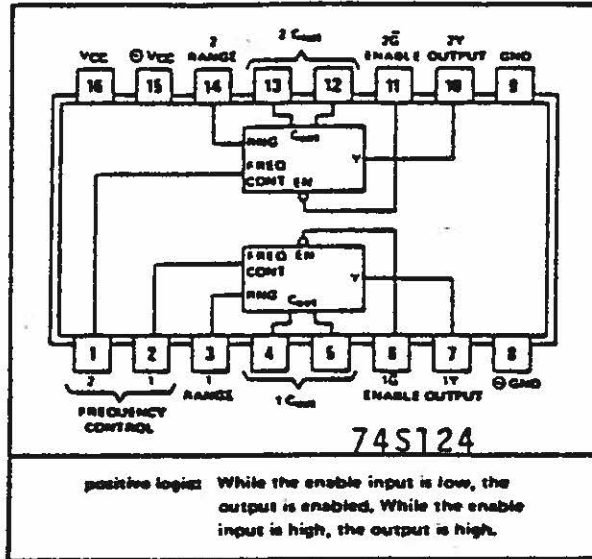 2 2 Cext 2G̅ 2Y
VCC ⊖ VCC RANGE ENABLE OUTPUT GND
16 15 14 13 12 11 10 9
RNG Cext
FREQ Y
CONT EN
FREQ EN
CONT Y
RNG Cext
1 2 3 4 5 6 7 8
2 1 1 1 Cext 1G̅ 1Y ⊖ GND
FREQUENCY RANGE ENABLE OUTPUT
CONTROL
74S124
positive logic: While the enable input is low, the
output is enabled. While the enable
input is high, the output is high.